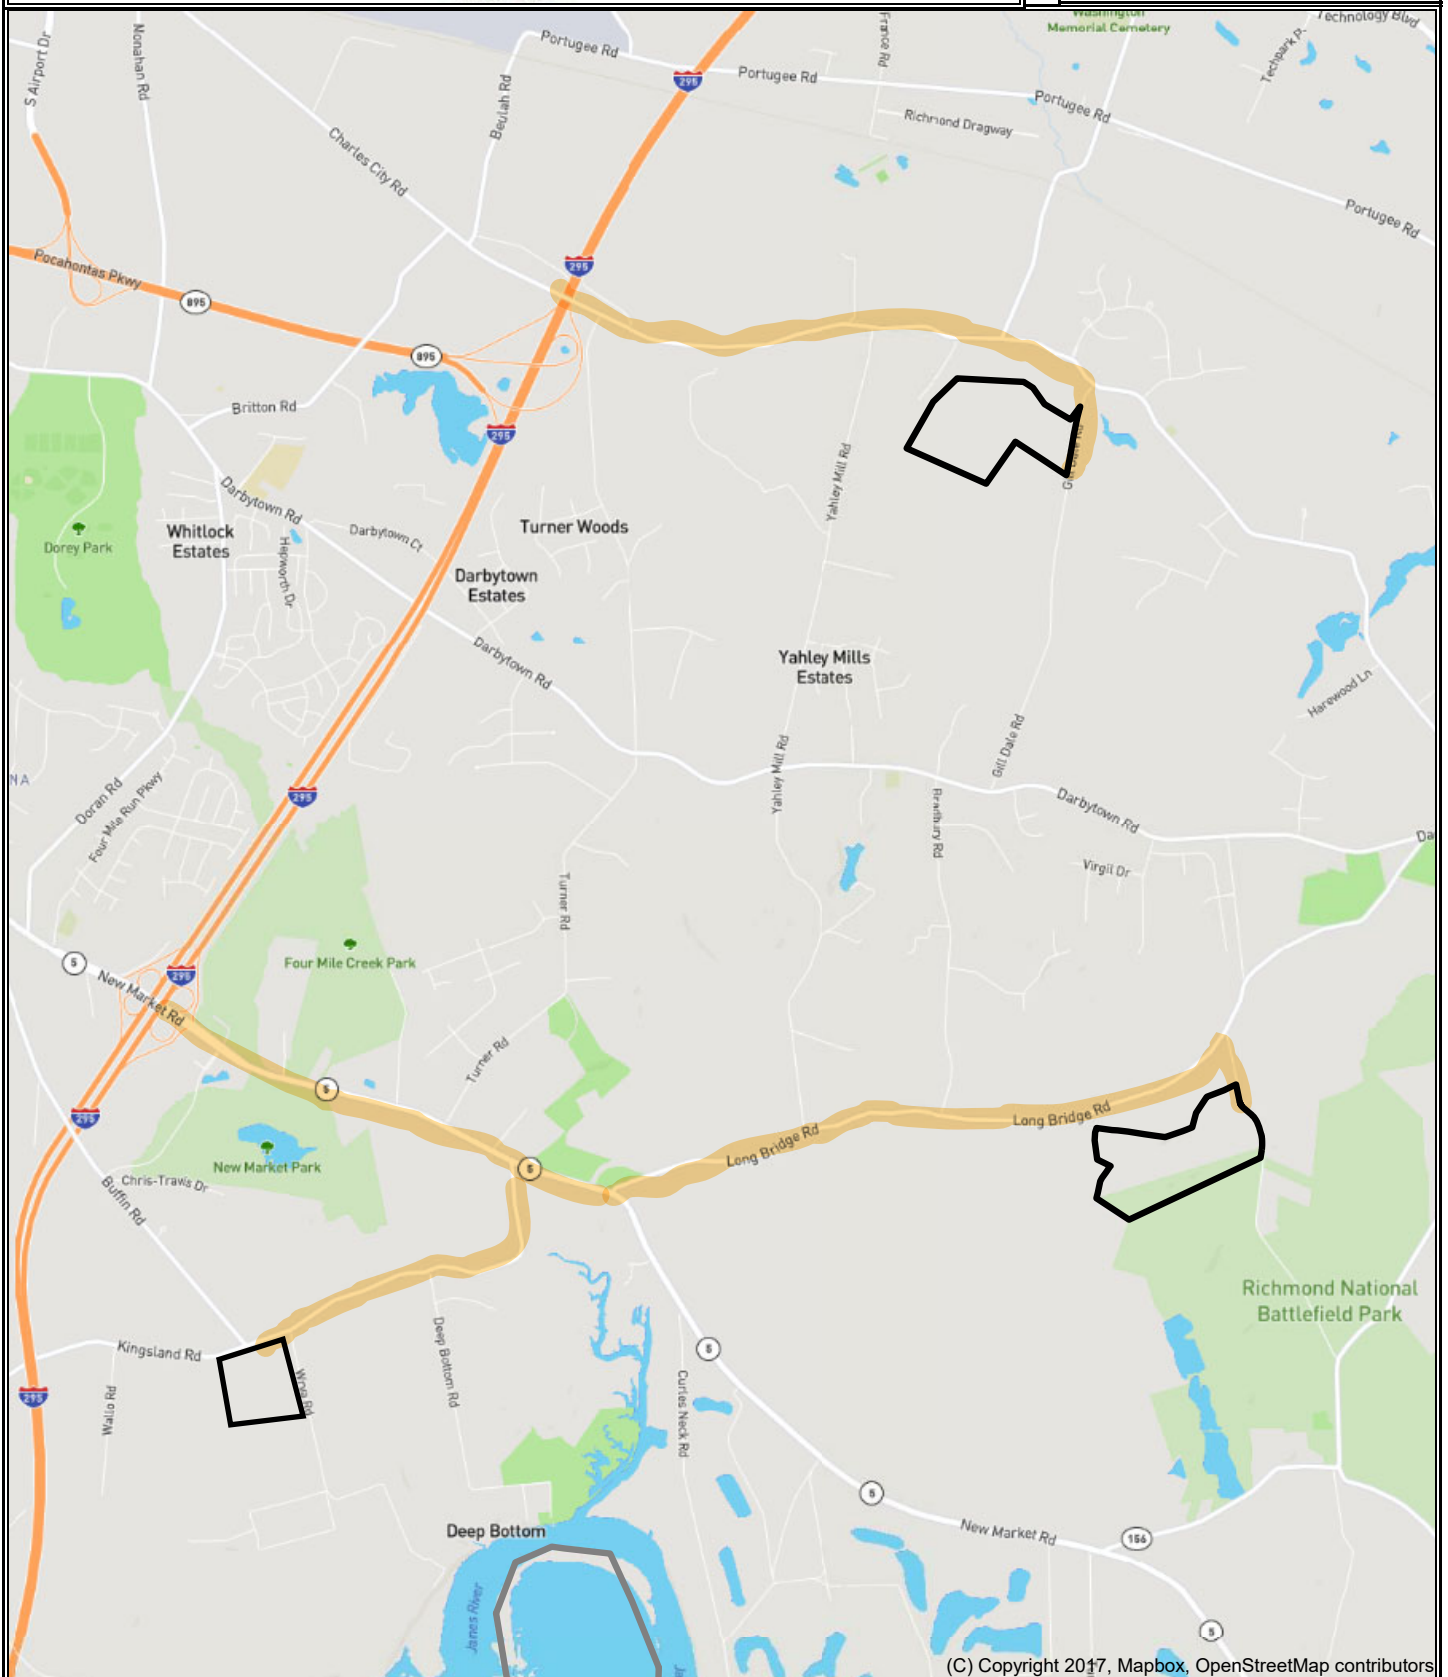 Washington
Memorial Cemetery
Technology Blvd
S Airport Dr
Monahan Rd
Portugee Rd
France Rd
295
Portugee Rd
Beulah Rd
Portugee Rd
Richmond Dragway
Charles City Rd
Portugee Rd
Pocahontas Pkwy
295
895
895
Britton Rd
295
Yahley Mill Rd
Darbytown Rd
Whitlock
Estates
Darbytown Ct
Turner Woods
Dorey Park
Hepworth Dr
Darbytown
Estates
Darbytown Rd
Yahley Mills
Estates
Harewood Ln
Gill Dale Rd
Yahley Mill Rd
NA
Doran Rd
295
Four Mile Run Pkwy
Bradbury Rd
Darbytown Rd
Da
Virgil Dr
Turner Rd
5
Four Mile Creek Park
295
New Market Rd
Turner Rd
5
295
Long Bridge Rd
Long Bridge Rd
New Market Park
5
Chris-Travis Dr
Buffin Rd
Richmond National
Battlefield Park
Kingsland Rd
Deep Bottom Rd
5
295
Wallo Rd
Curles Neck Rd
5
Deep Bottom
New Market Rd
156
James River
5
(C) Copyright 2017, Mapbox, OpenStreetMap contributors